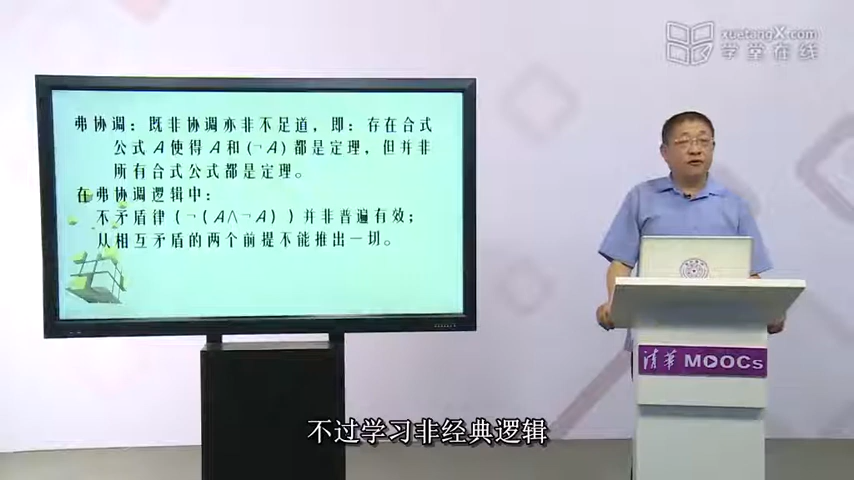 xuetangX.com
学堂在线
弗协调：既非协调亦非不足道，即：存在合式
公式 A 使得 A 和(¬A) 都是定理，但并非
所有合式公式都是定理。
在弗协调逻辑中：
不矛盾律（¬(A∧¬A)）并非普遍有效；
从相互矛盾的两个前提不能推出一切。
清华 MOOCs
不过学习非经典逻辑